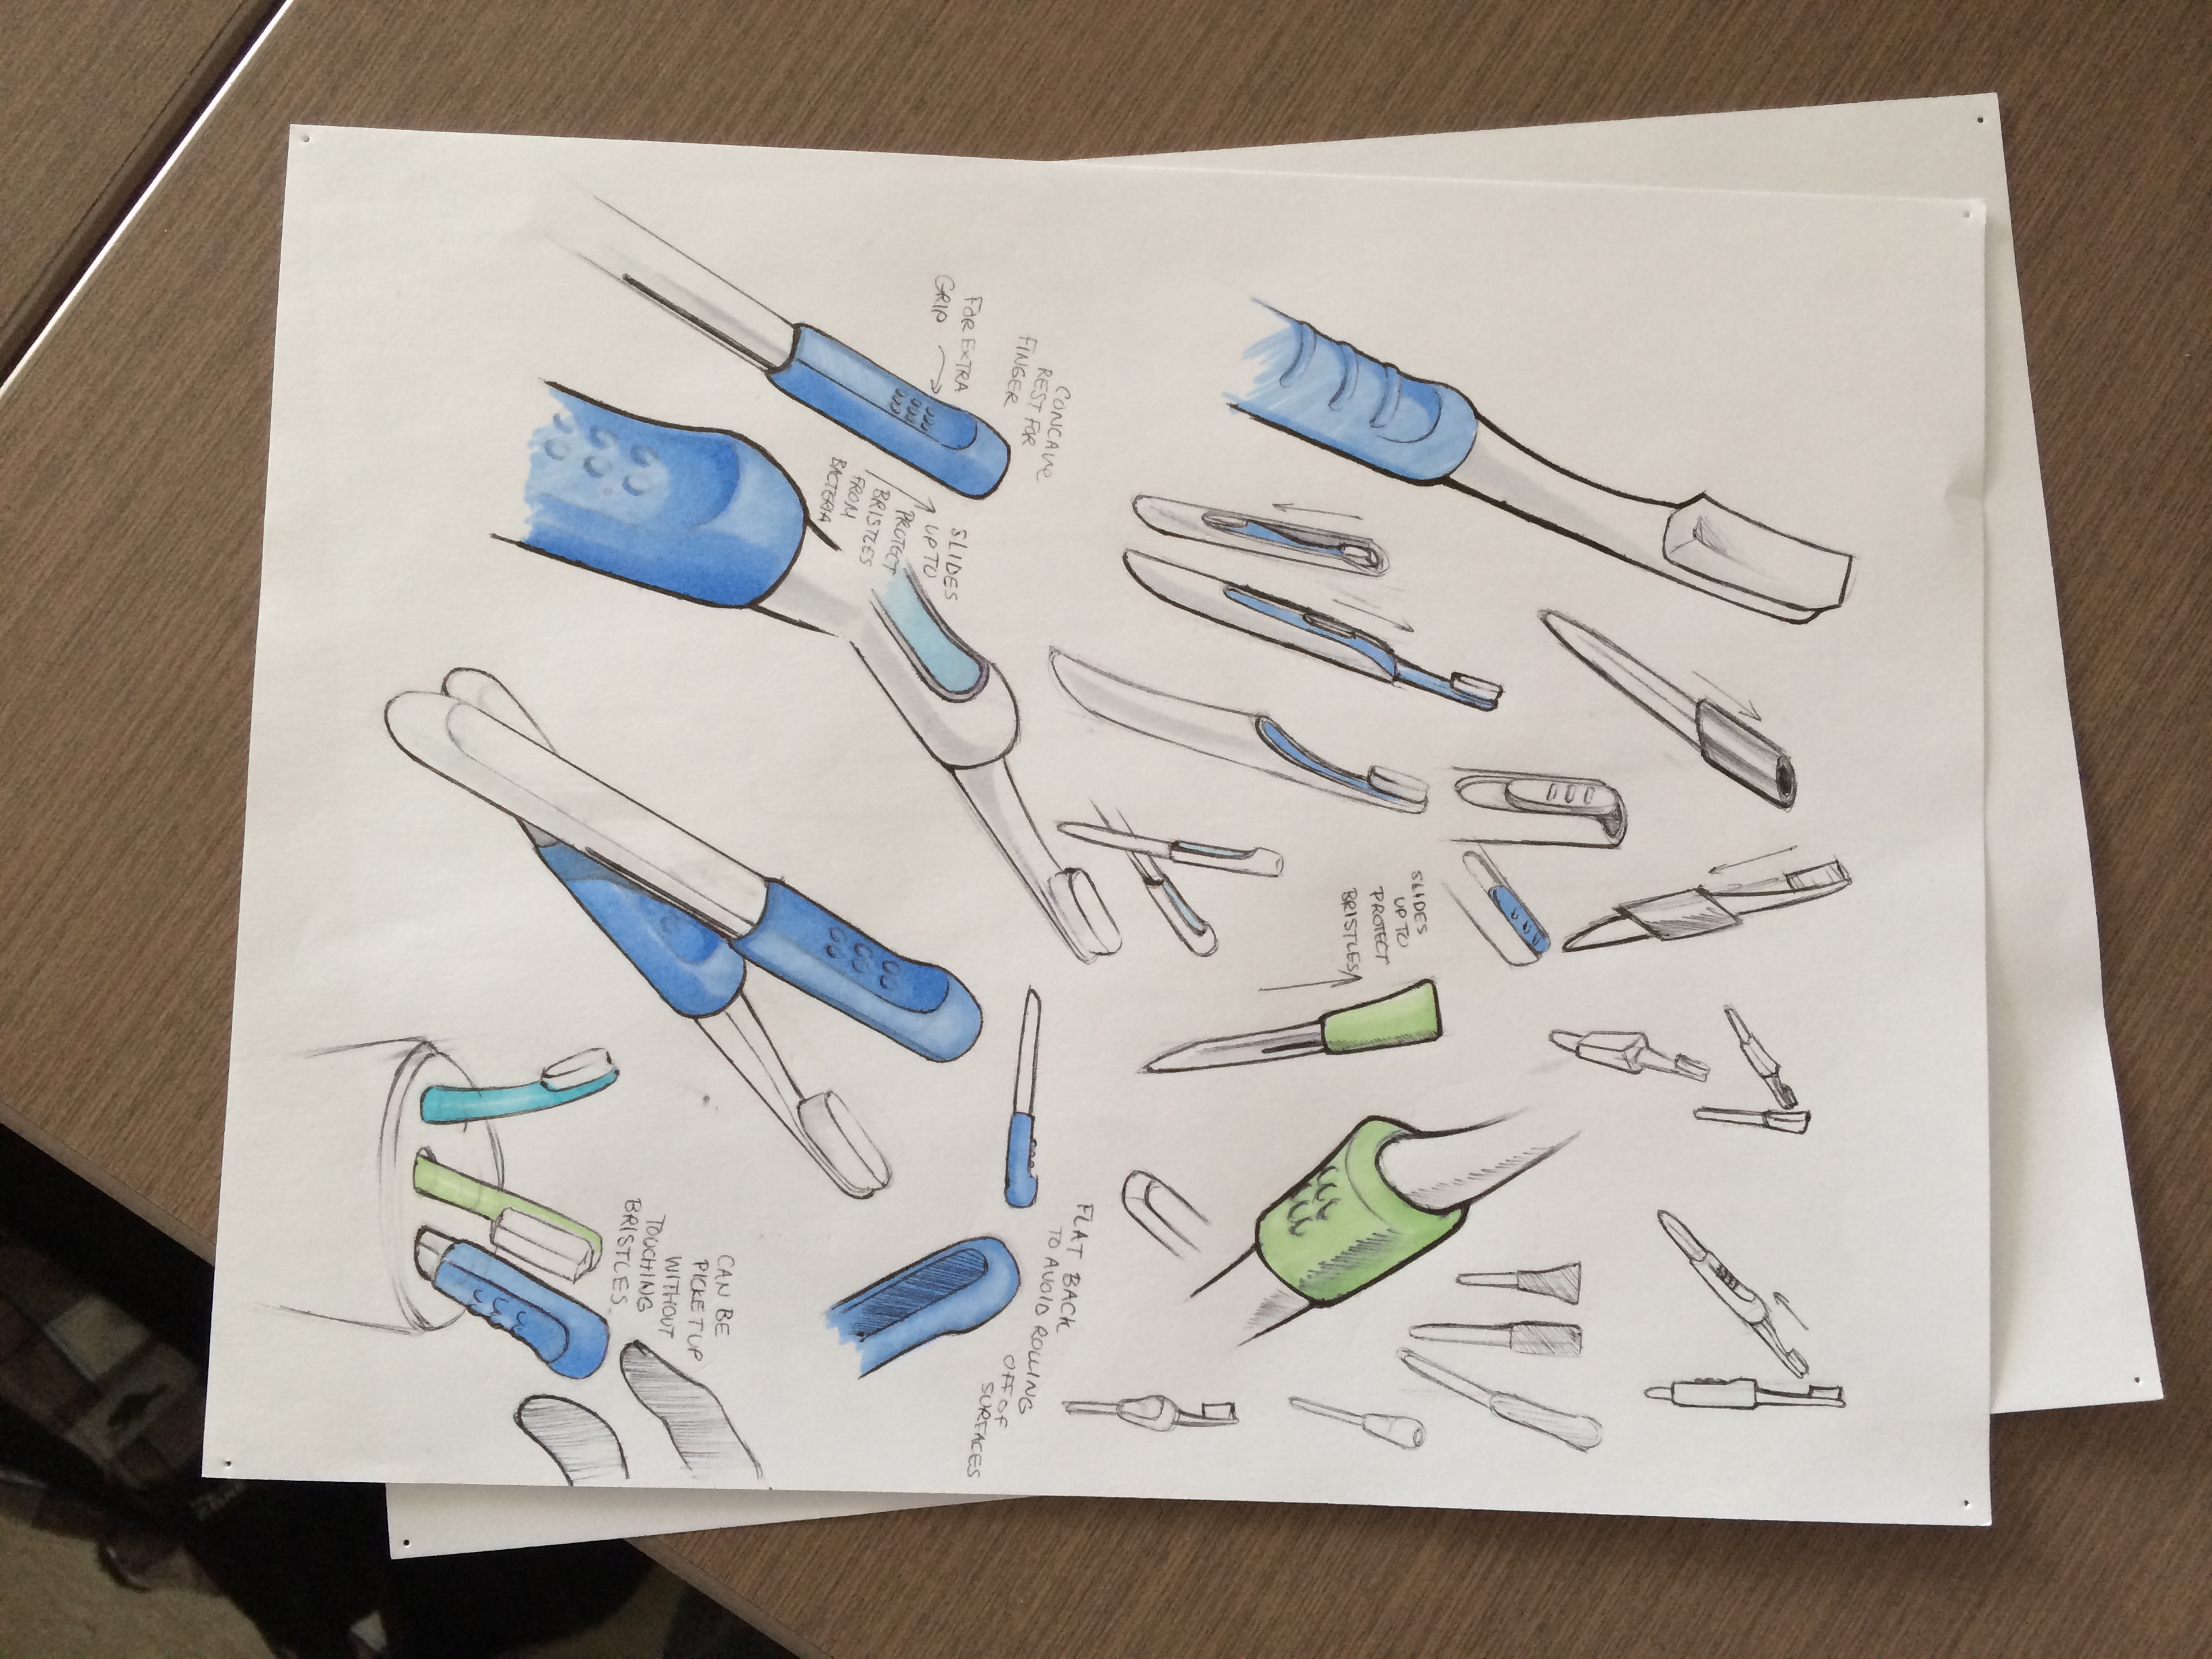 SLIDES
UP TO
PROTECT
BRISTLES
FLAT BACK
TO AVOID ROLLING
OFF OF
SURFACES
CONCAVE
REST FOR
FINGER
FOR EXTRA
GRIP
SLIDES
UP TO
PROTECT
BRISTLES
FROM
BACTERIA
CAN BE
PICKET UP
WITHOUT
TOUCHING
BRISTLES.